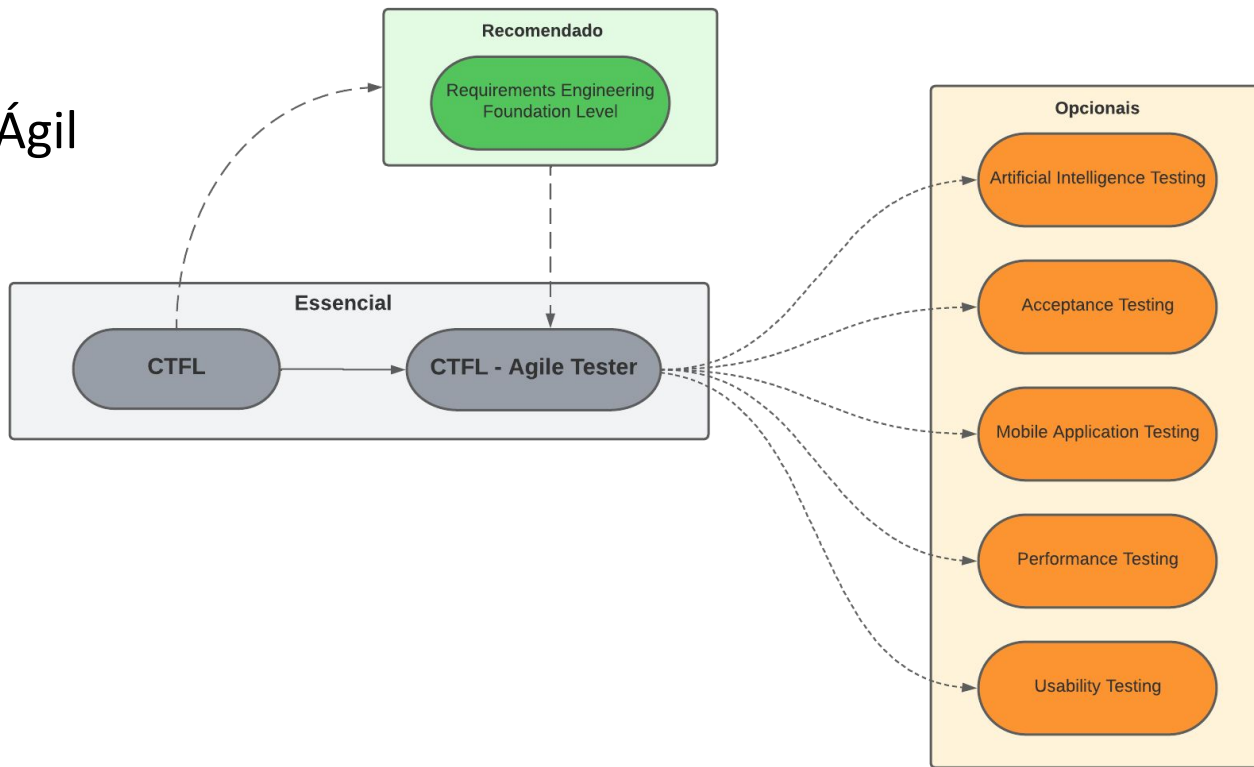 Ágil
Recomendado
Requirements Engineering
Foundation Level
Essencial
CTFL
CTFL - Agile Tester
Opcionais
Artificial Intelligence Testing
Acceptance Testing
Mobile Application Testing
Performance Testing
Usability Testing